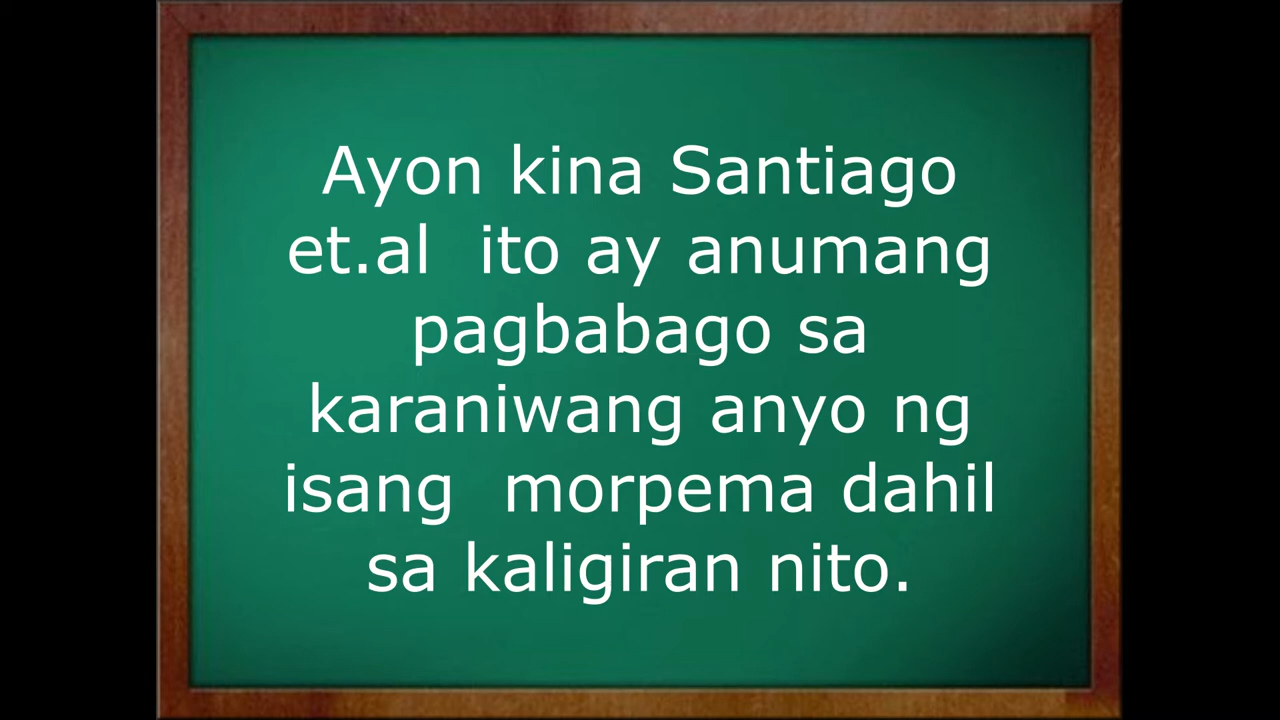 Ayon kina Santiago
et.al  ito ay anumang
pagbabago sa
karaniwang anyo ng
isang  morpema dahil
sa kaligiran nito.